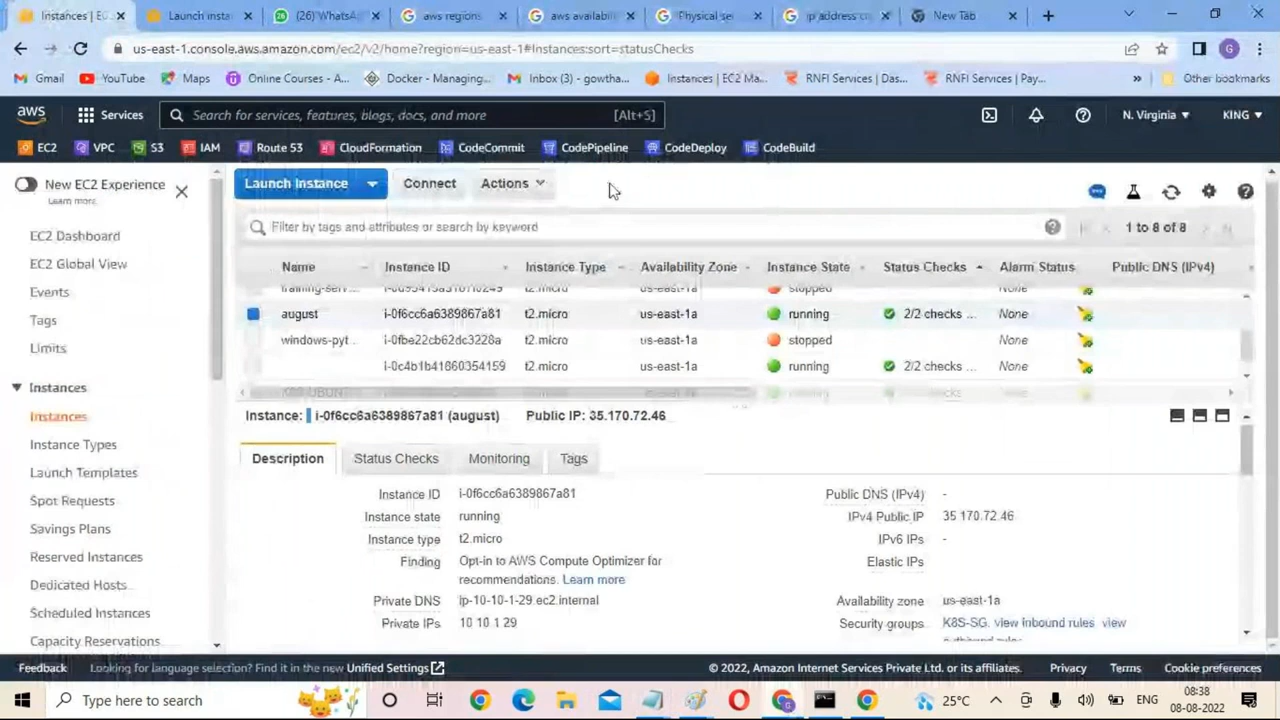 Instances | EC
Launch insta
(26) WhatsA
aws regions
aws availabili
Physical se
ip address c
New Tab
us-east-1.console.aws.amazon.com/ec2/v2/home?region=us-east-1#Instances:sort=statusChecks
G
Gmail
YouTube
Maps
Online Courses - A...
Docker - Managing...
Inbox (3) - gowtha...
Instances | EC2 Ma...
RNFI Services | Das...
RNFI Services | Pay...
»
Other bookmarks
aws
Services
Search for services, features, blogs, docs, and more
[Alt+S]
N. Virginia
KING
EC2
VPC
S3
IAM
Route 53
CloudFormation
CodeCommit
CodePipeline
CodeDeploy
CodeBuild
New EC2 Experience
Learn more
EC2 Dashboard
EC2 Global View
Events
Tags
Limits
Instances
Instances
Instance Types
Launch Templates
Spot Requests
Savings Plans
Reserved Instances
Dedicated Hosts
Scheduled Instances
Capacity Reservations
Launch Instance
Connect
Actions
Filter by tags and attributes or search by keyword
1 to 8 of 8
Name Instance ID Instance Type Availability Zone Instance State Status Checks Alarm Status Public DNS (IPv4)
t2.micro us-east-1a stopped None
august i-0f6cc6a6389867a81 t2.micro us-east-1a running 2/2 checks ... None
windows-pyt... i-0fbe22cb62dc3228a t2.micro us-east-1a stopped None
i-0c4b1b41860354159 t2.micro us-east-1a running 2/2 checks ... None
Instance: i-0f6cc6a6389867a81 (august) Public IP: 35.170.72.46
Description
Status Checks
Monitoring
Tags
Instance ID i-0f6cc6a6389867a81
Instance state running
Instance type t2.micro
Finding Opt-in to AWS Compute Optimizer for
recommendations. Learn more
Private DNS ip-10-10-1-29.ec2.internal
Private IPs 10.10.1.29
Public DNS (IPv4) -
IPv4 Public IP 35.170.72.46
IPv6 IPs -
Elastic IPs
Availability zone us-east-1a
Security groups K8S-SG. view inbound rules. view
outbound rules
Feedback
Looking for language selection? Find it in the new Unified Settings
© 2022, Amazon Internet Services Private Ltd. or its affiliates.
Privacy
Terms
Cookie preferences
Type here to search
25°C
ENG
08:38
08-08-2022